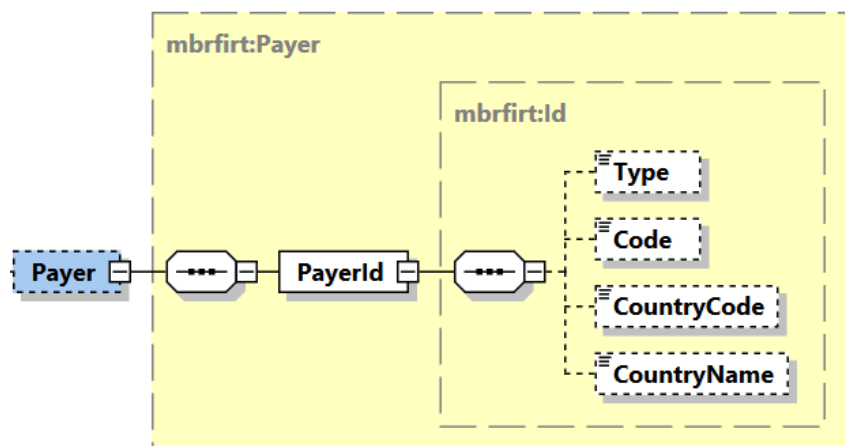 mbrfirt:Payer
mbrfirt:Id
Type
Code
Payer
PayerId
CountryCode
CountryName